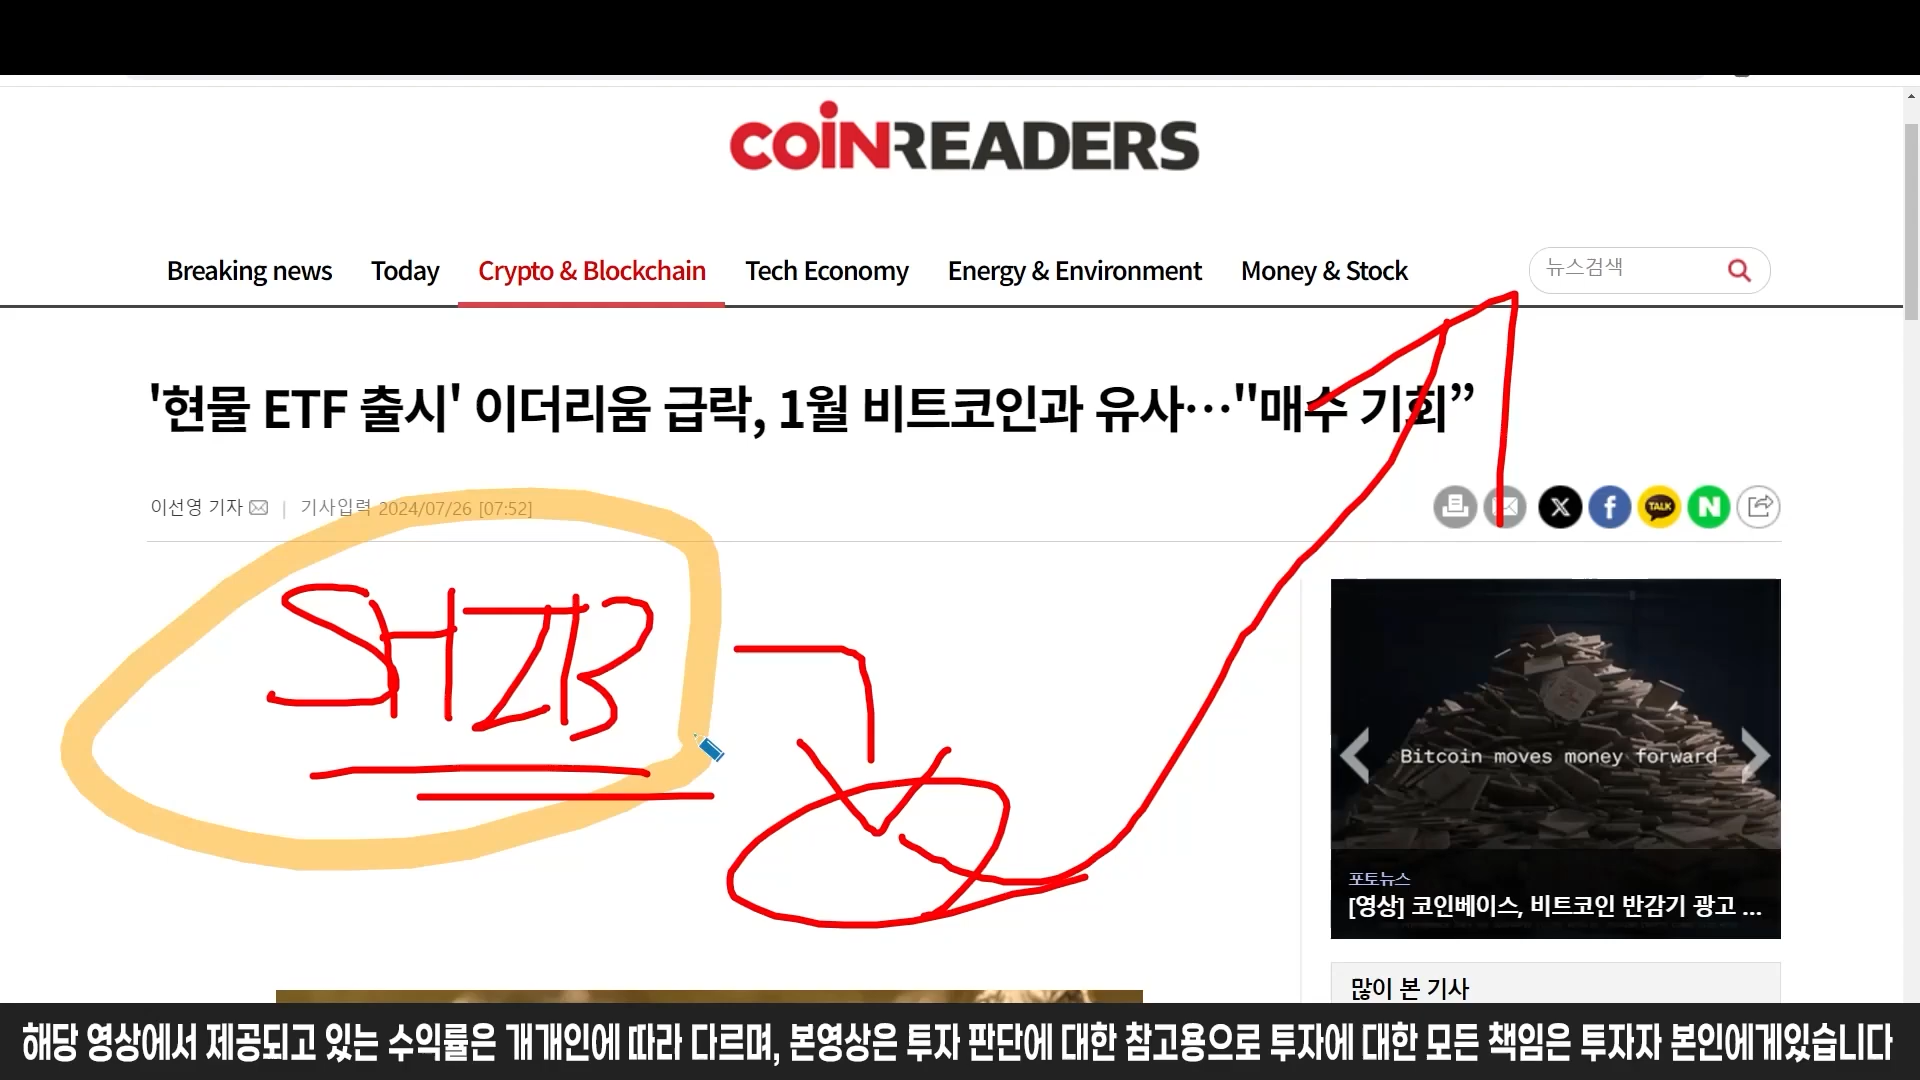 COINREADERS
Breaking news Today Crypto & Blockchain Tech Economy Energy & Environment Money & Stock 뉴스검색
'현물 ETF 출시' 이더리움 급락, 1월 비트코인과 유사…"매수 기회”
이선영 기자 | 기사입력 2024/07/26 [07:52]
TALK
SHIB
Bitcoin moves money forward
포토뉴스
[영상] 코인베이스, 비트코인 반감기 광고 ...
많이 본 기사
해당 영상에서 제공되고 있는 수익률은 개개인에 따라 다르며, 본영상은 투자 판단에 대한 참고용으로 투자에 대한 모든 책임은 투자자 본인에게있습니다